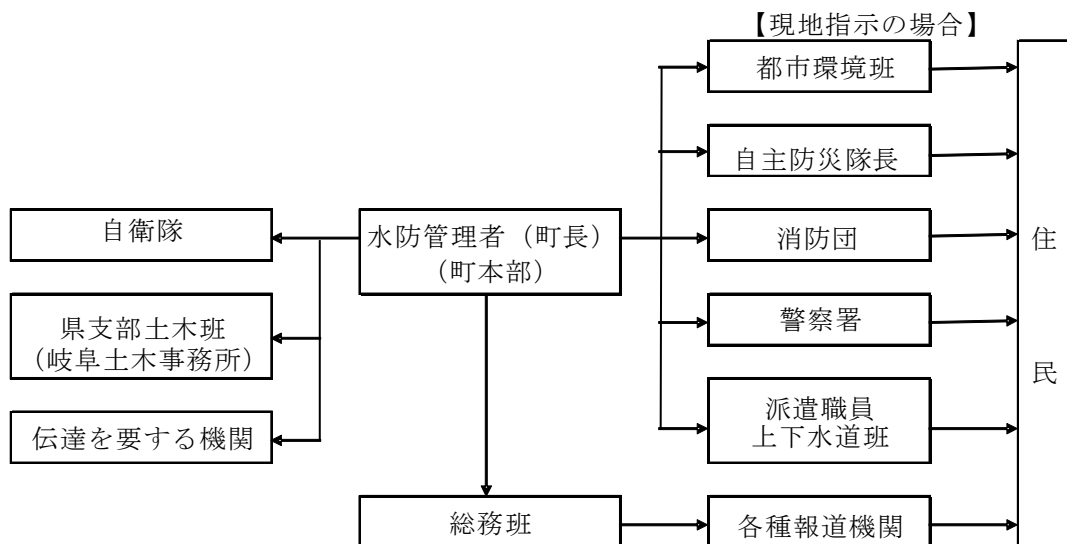 【現地指示の場合】
都市環境班
自主防災隊長
自衛隊
水防管理者（町長）
（町本部）
消防団
住
民
県支部土木班
（岐阜土木事務所）
警察署
伝達を要する機関
派遣職員
上下水道班
総務班
各種報道機関